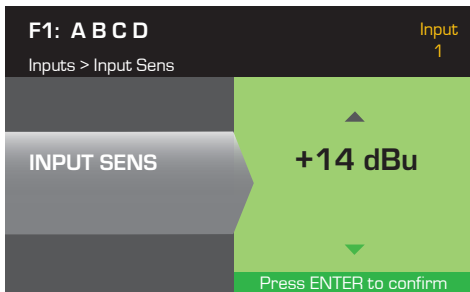 F1: A B C D
Input
1
Inputs > Input Sens
INPUT SENS
+14 dBu
Press ENTER to confirm